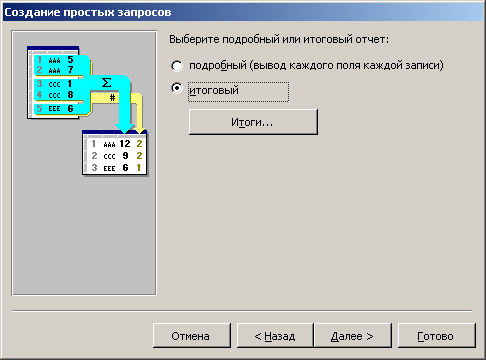 Создание простых запросов
Выберите подробный или итоговый отчет:
подробный (вывод каждого поля каждой записи)
итоговый
Итоги...
1 AAA 5
2 AAA 7
3 CCC 1
4 CCC 8
5 EEE 6
Σ
#
1 AAA 12 2
2 CCC 9 2
3 EEE 6 1
Отмена
< Назад
Далее >
Готово